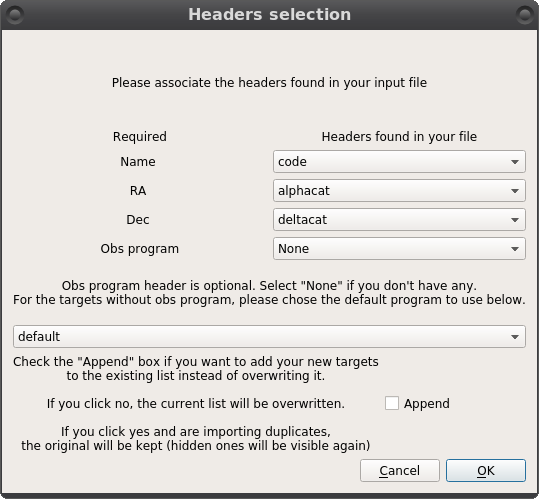 Headers selection
Please associate the headers found in your input file
Required Headers found in your file
Name code
RA alphacat
Dec deltacat
Obs program None
Obs program header is optional. Select "None" if you don't have any.
For the targets without obs program, please chose the default program to use below.
default
Check the "Append" box if you want to add your new targets
to the existing list instead of overwriting it.
If you click no, the current list will be overwritten. Append
If you click yes and are importing duplicates,
the original will be kept (hidden ones will be visible again)
Cancel OK